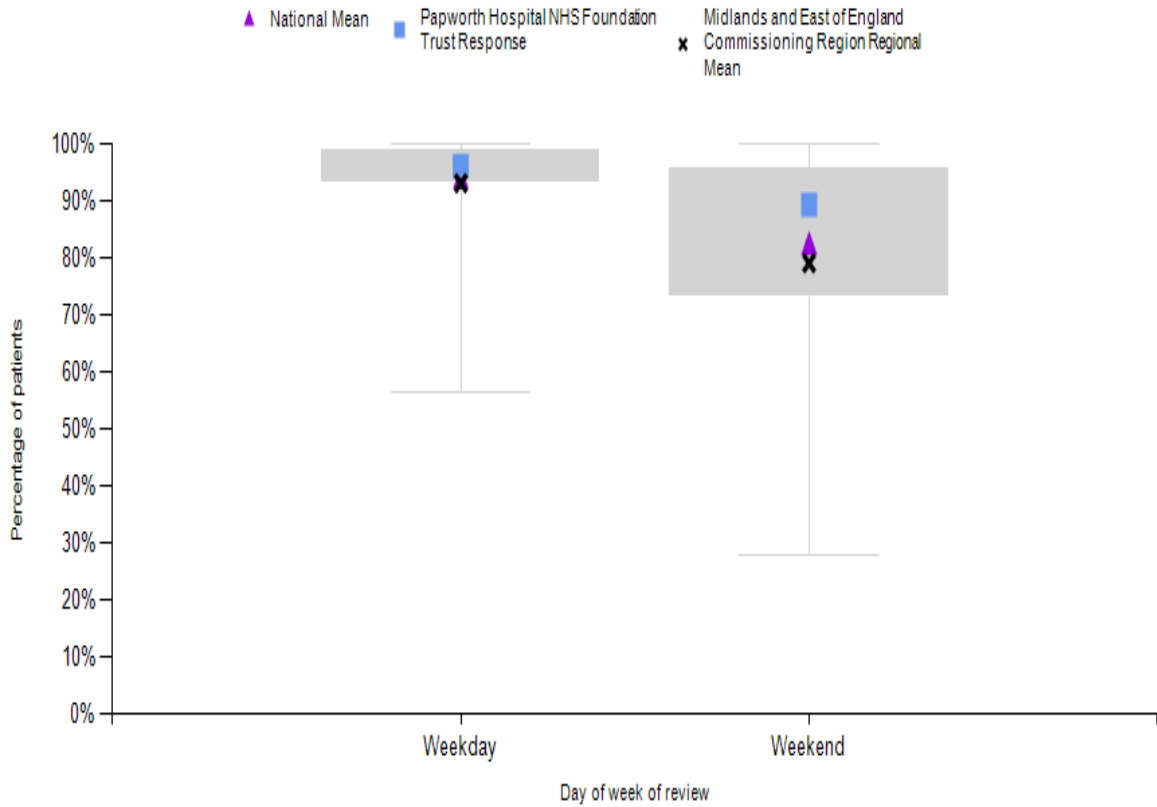 National Mean
Papworth Hospital NHS Foundation
Trust Response
Midlands and East of England
Commissioning Region Regional
Mean
100%
90%
80%
70%
60%
50%
40%
30%
20%
10%
0%
Percentage of patients
Weekday
Weekend
Day of week of review